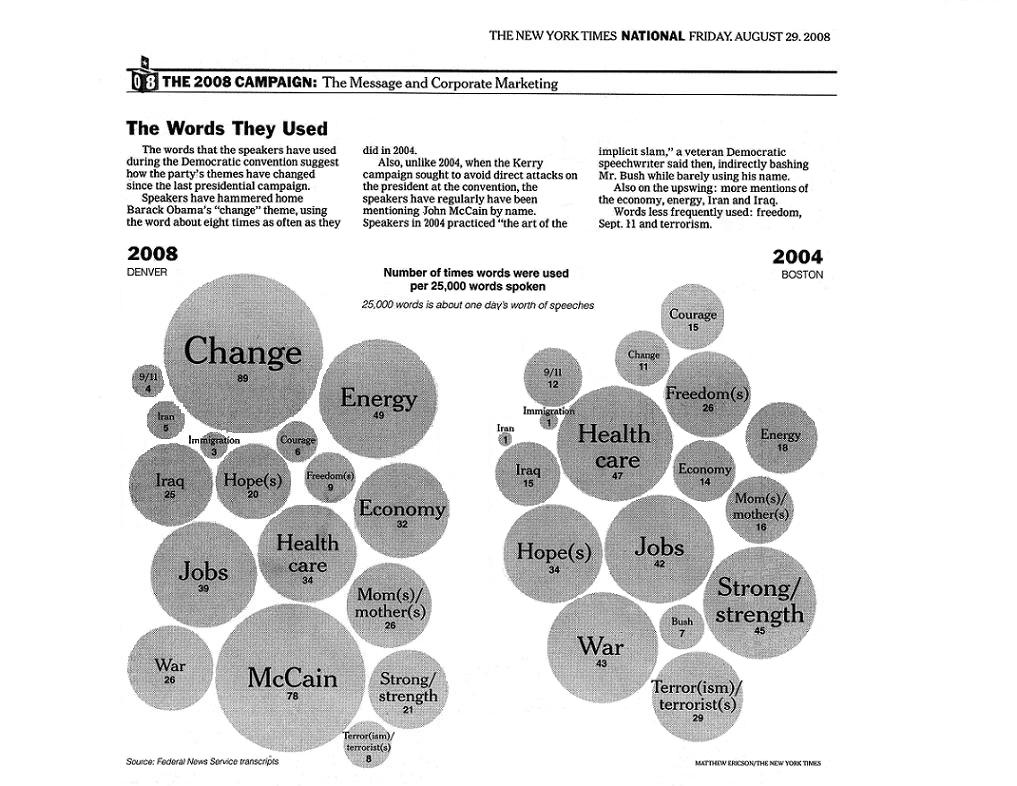 THE NEW YORK TIMES NATIONAL FRIDAY, AUGUST 29, 2008
08 THE 2008 CAMPAIGN: The Message and Corporate Marketing
The Words They Used
The words that the speakers have used
during the Democratic convention suggest
how the party's themes have changed
since the last presidential campaign.
Speakers have hammered home
Barack Obama's "change" theme, using
the word about eight times as often as they
did in 2004.
Also, unlike 2004, when the Kerry
campaign sought to avoid direct attacks on
the president at the convention, the
speakers have regularly have been
mentioning John McCain by name.
Speakers in 2004 practiced "the art of the
implicit slam," a veteran Democratic
speechwriter said then, indirectly bashing
Mr. Bush while barely using his name.
Also on the upswing: more mentions of
the economy, energy, Iran and Iraq.
Words less frequently used: freedom,
Sept. 11 and terrorism.
2008
DENVER
Number of times words were used
per 25,000 words spoken
25,000 words is about one day's worth of speeches
2004
BOSTON
Change
89
9/11
4
Energy
49
Iran
5
Immigration
3
Courage
6
Iraq
25
Hope(s)
20
Freedom(s)
9
Economy
32
Health
care
34
Jobs
39
Mom(s)/
mother(s)
26
War
26
McCain
78
Strong/
strength
21
Terror(ism)/
terrorist(s)
8
Courage
15
Change
11
9/11
12
Freedom(s)
26
Immigration
1
Iran
1
Health
care
47
Energy
18
Iraq
15
Economy
14
Mom(s)/
mother(s)
16
Hope(s)
34
Jobs
42
Strong/
strength
45
Bush
7
War
43
Terror(ism)/
terrorist(s)
29
Source: Federal News Service transcripts
MATTHEW ERICSON/THE NEW YORK TIMES